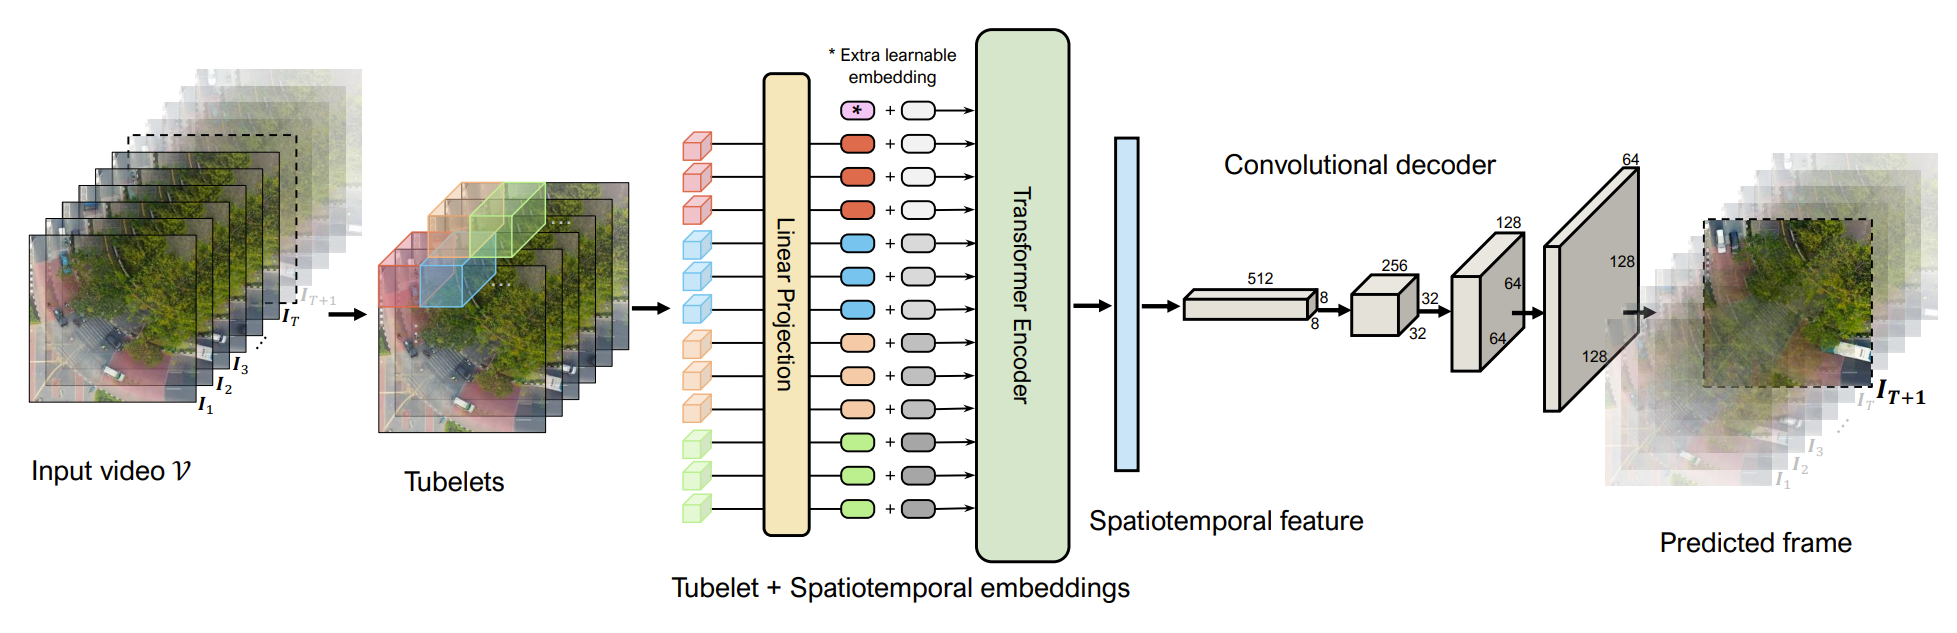 * Extra learnable
embedding
*
+
+
+
+
+
+
+
+
+
+
+
+
+
Linear Projection
Transformer Encoder
I_{T+1}
I_T
...
I_3
I_2
I_1
Input video 𝒱
...
...
Tubelets
Tubelet + Spatiotemporal embeddings
Spatiotemporal feature
Convolutional decoder
512
8
8
256
32
32
128
64
64
64
128
128
I_{T+1}
I_T
...
I_3
I_2
I_1
Predicted frame